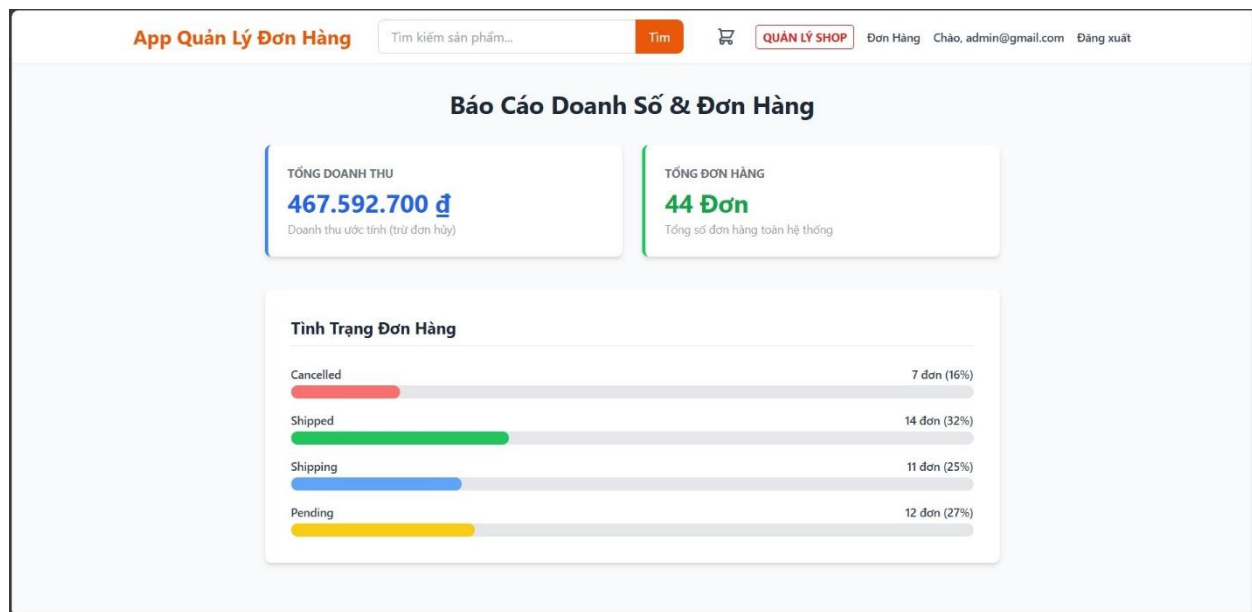 App Quản Lý Đơn Hàng
Tìm kiếm sản phẩm...
Tìm
QUẢN LÝ SHOP
Đơn Hàng
Chào, admin@gmail.com
Đăng xuất
Báo Cáo Doanh Số & Đơn Hàng
TỔNG DOANH THU
467.592.700 ₫
Doanh thu ước tính (trừ đơn hủy)
TỔNG ĐƠN HÀNG
44 Đơn
Tổng số đơn hàng toàn hệ thống
Tình Trạng Đơn Hàng
Cancelled
7 đơn (16%)
Shipped
14 đơn (32%)
Shipping
11 đơn (25%)
Pending
12 đơn (27%)